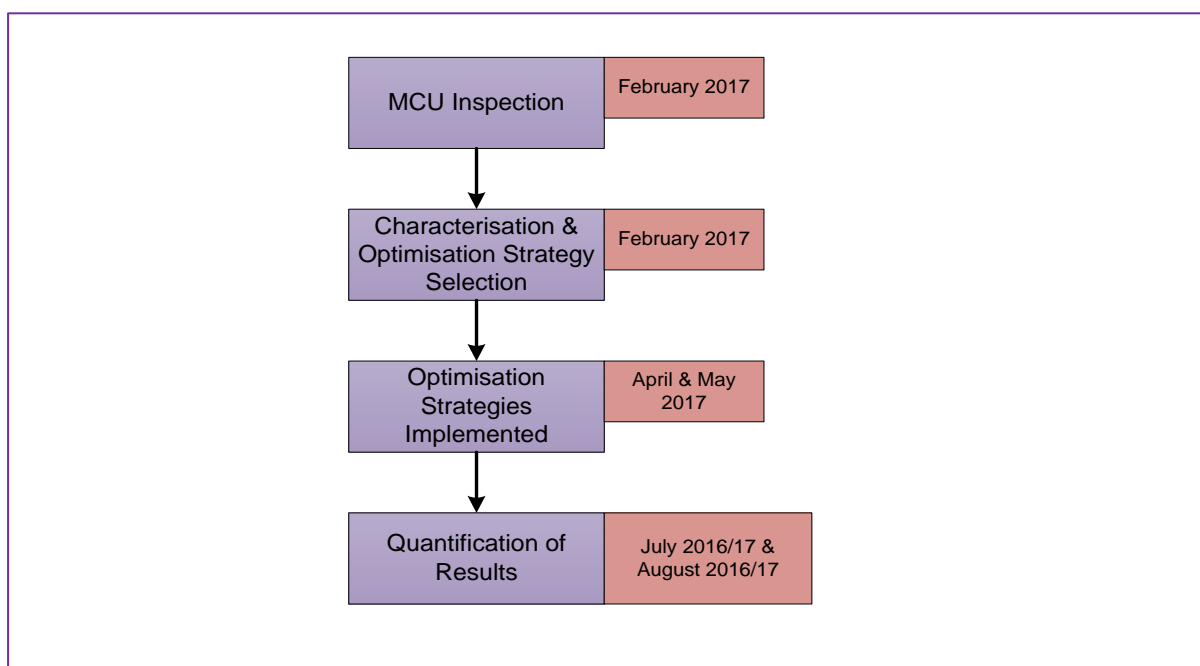 MCU Inspection
February 2017
Characterisation &
Optimisation Strategy
Selection
February 2017
Optimisation
Strategies
Implemented
April & May
2017
Quantification of
Results
July 2016/17 &
August 2016/17